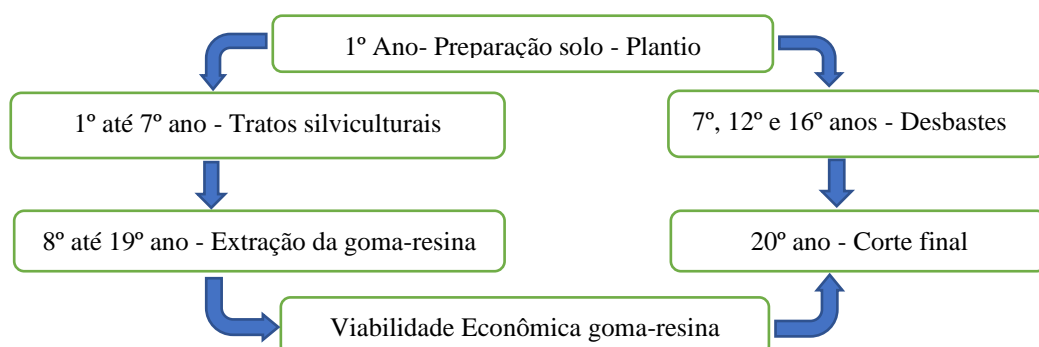 1º Ano- Preparação solo - Plantio
1º até 7º ano - Tratos silviculturais
7º, 12º e 16º anos - Desbastes
8º até 19º ano - Extração da goma-resina
20º ano - Corte final
Viabilidade Econômica goma-resina